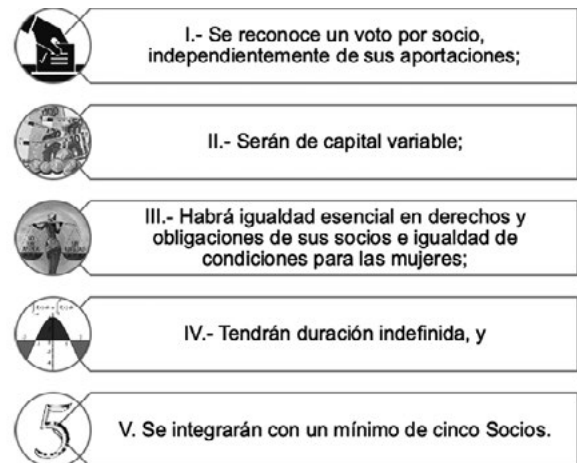 I.- Se reconoce un voto por socio,
independientemente de sus aportaciones;
II.- Serán de capital variable;
III.- Habrá igualdad esencial en derechos y
obligaciones de sus socios e igualdad de
condiciones para las mujeres;
IV.- Tendrán duración indefinida, y
5
V. Se integrarán con un mínimo de cinco Socios.